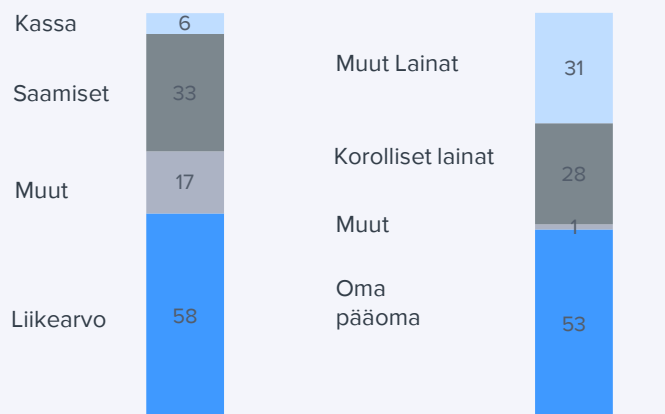 Kassa
6
Saamiset
33
Muut
17
Liikearvo
58
Muut Lainat
31
Korolliset lainat
28
Muut
1
Oma
pääoma
53